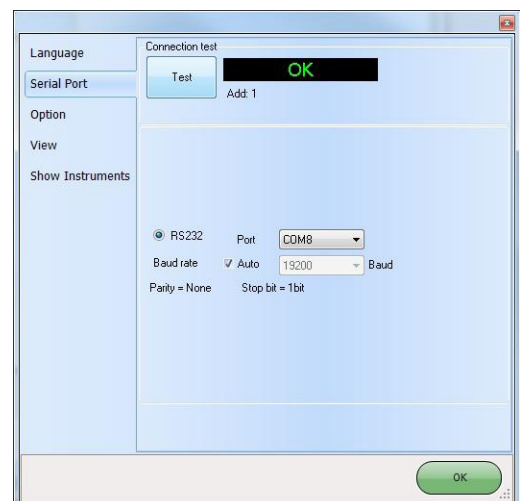 Language
Serial Port
Option
View
Show Instruments
Connection test
Test
OK
Add: 1
RS232 Port COM8
Baud rate Auto 19200 Baud
Parity = None Stop bit = 1bit
OK